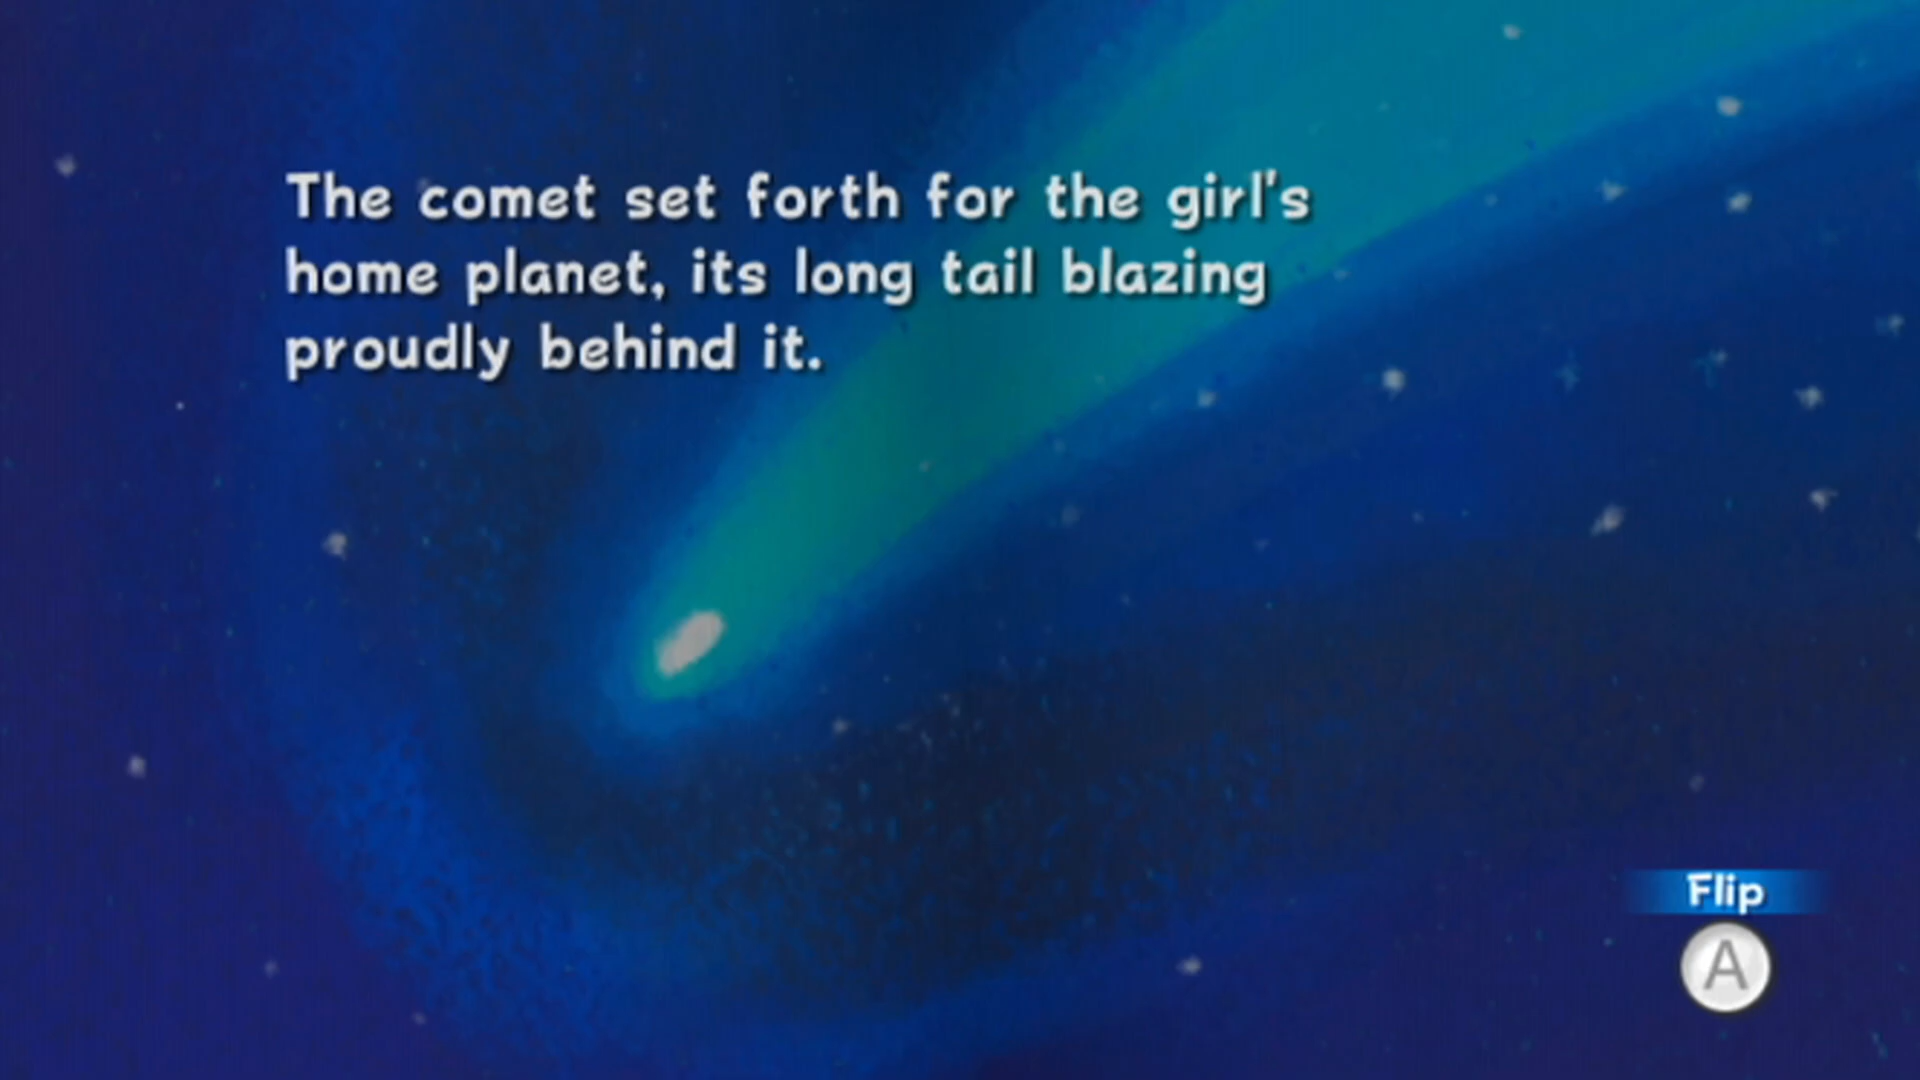 The comet set forth for the girl's
home planet, its long tail blazing
proudly behind it.
Flip
A